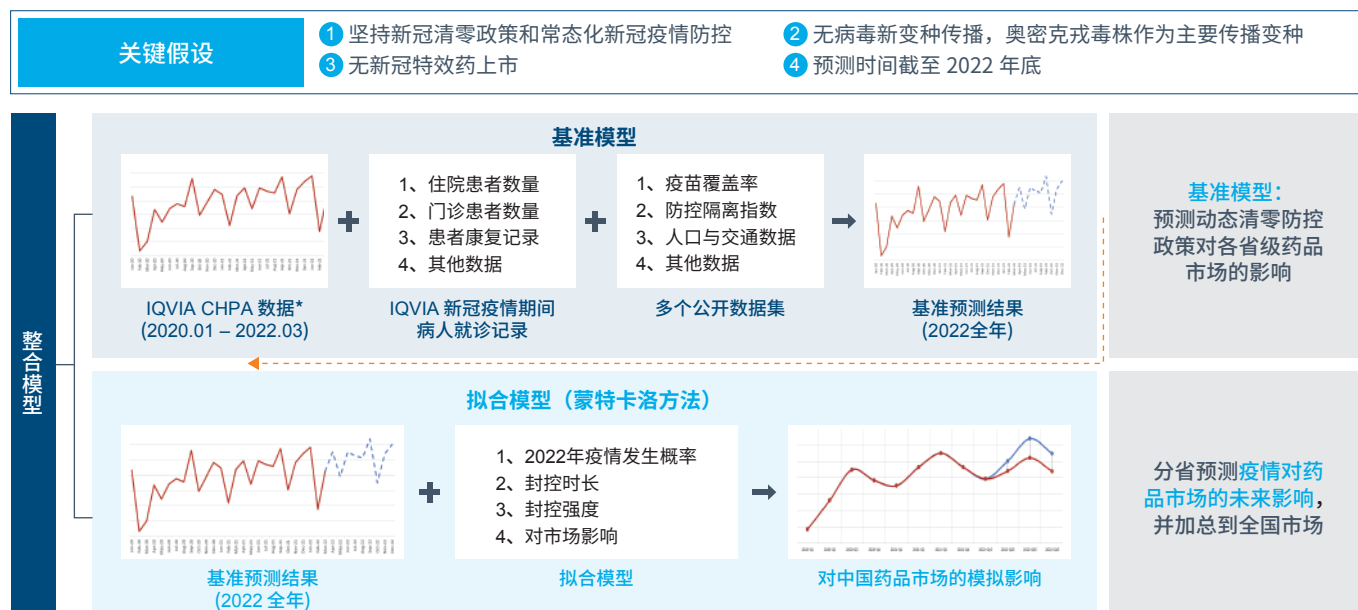 关键假设
1 坚持新冠清零政策和常态化新冠疫情防控
2 无病毒新变种传播，奥密克戎毒株作为主要传播变种
3 无新冠特效药上市
4 预测时间截至 2022 年底
整合模型
基准模型
1、住院患者数量
2、门诊患者数量
3、患者康复记录
4、其他数据
1、疫苗覆盖率
2、防控隔离指数
3、人口与交通数据
4、其他数据
IQVIA CHPA 数据*
(2020.01 – 2022.03)
IQVIA 新冠疫情期间
病人就诊记录
多个公开数据集
基准预测结果
(2022全年)
基准模型：
预测动态清零防控
政策对各省级药品
市场的影响
拟合模型（蒙特卡洛方法）
1、2022年疫情发生概率
2、封控时长
3、封控强度
4、对市场影响
基准预测结果
(2022 全年)
拟合模型
对中国药品市场的模拟影响
分省预测疫情对药
品市场的未来影响，
并加总到全国市场